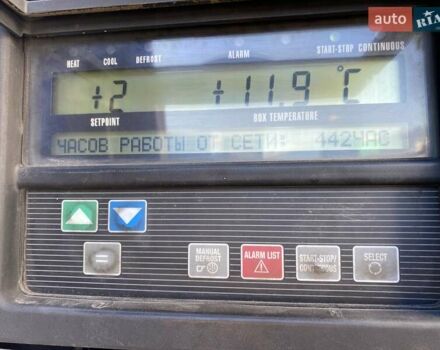 auto RIA
START-STOP CONTINUOUS
HEAT COOL DEFROST ALARM
+2 +11.9 °C
SETPOINT BOX TEMPERATURE
ЧАСОВ РАБОТЫ ОТ СЕТИ: 442ЧАС
MANUAL DEFROST
ALARM LIST
START-STOP/ CONTINUOUS
SELECT
=